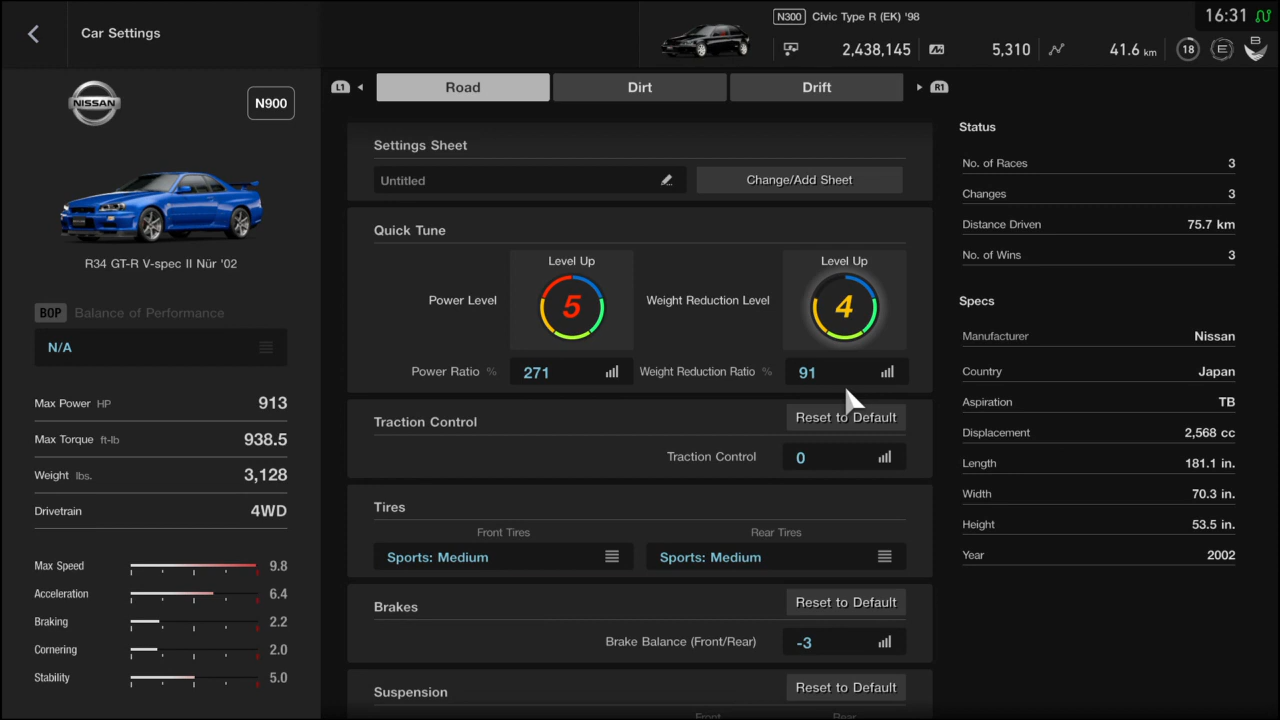 Car Settings
N300 Civic Type R (EK) '98
2,438,145 5,310 41.6 km 18 E B
16:31
NISSAN
N900
R34 GT-R V-spec II Nür '02
BOP Balance of Performance
N/A
Max Power HP 913
Max Torque ft-lb 938.5
Weight lbs. 3,128
Drivetrain 4WD
Max Speed 9.8
Acceleration 6.4
Braking 2.2
Cornering 2.0
Stability 5.0
L1 Road Dirt Drift R1
Settings Sheet
Untitled Change/Add Sheet
Quick Tune
Level Up Level Up
Power Level 5 Weight Reduction Level 4
Power Ratio % 271 Weight Reduction Ratio % 91
Traction Control Reset to Default
Traction Control 0
Tires
Front Tires Rear Tires
Sports: Medium Sports: Medium
Brakes Reset to Default
Brake Balance (Front/Rear) -3
Suspension Reset to Default
Front Rear
Status
No. of Races 3
Changes 3
Distance Driven 75.7 km
No. of Wins 3
Specs
Manufacturer Nissan
Country Japan
Aspiration TB
Displacement 2,568 cc
Length 181.1 in.
Width 70.3 in.
Height 53.5 in.
Year 2002